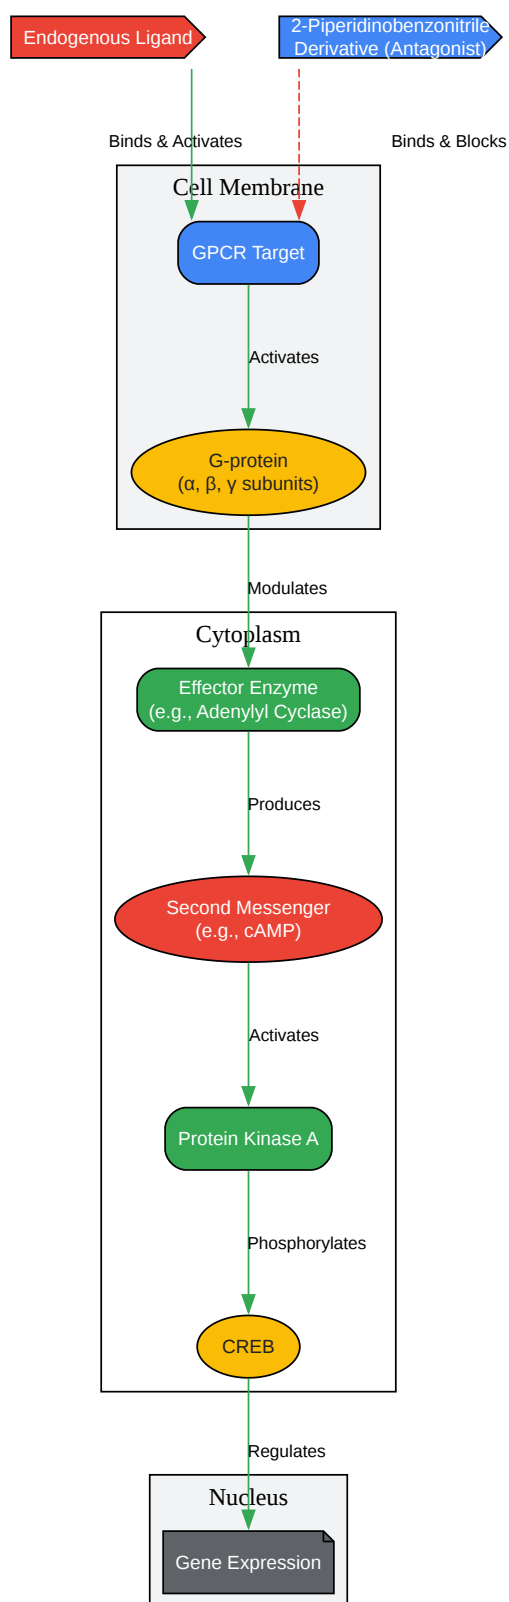 Endogenous Ligand
2-Piperidinobenzonitrile
Derivative (Antagonist)
Binds & Activates
Binds & Blocks
Cell Membrane
GPCR Target
Activates
G-protein
(α, β, γ subunits)
Modulates
Cytoplasm
Effector Enzyme
(e.g., Adenylyl Cyclase)
Produces
Second Messenger
(e.g., cAMP)
Activates
Protein Kinase A
Phosphorylates
CREB
Regulates
Nucleus
Gene Expression